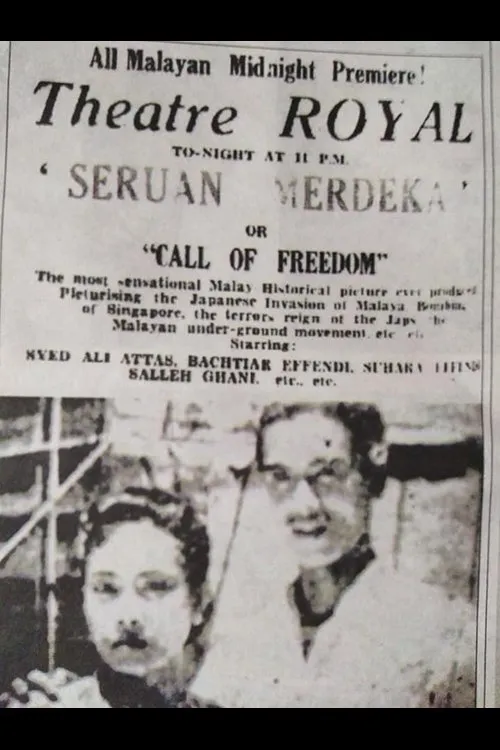 All Malayan Midnight Premiere!
Theatre ROYAL
TO-NIGHT AT 11 P.M.
'SERUAN MERDEKA'
OR
"CALL OF FREEDOM"
The most sensational Malay Historical picture ever
Picturising the Japanese Invasion of Malaya
of Singapore, the terrors reign of the Japs
Malayan under-ground movement, etc
Starring:
SYED ALI ATTAS, BACHTIAR EFFENDI, SUHARA
SALLEH GHANI, etc., etc.